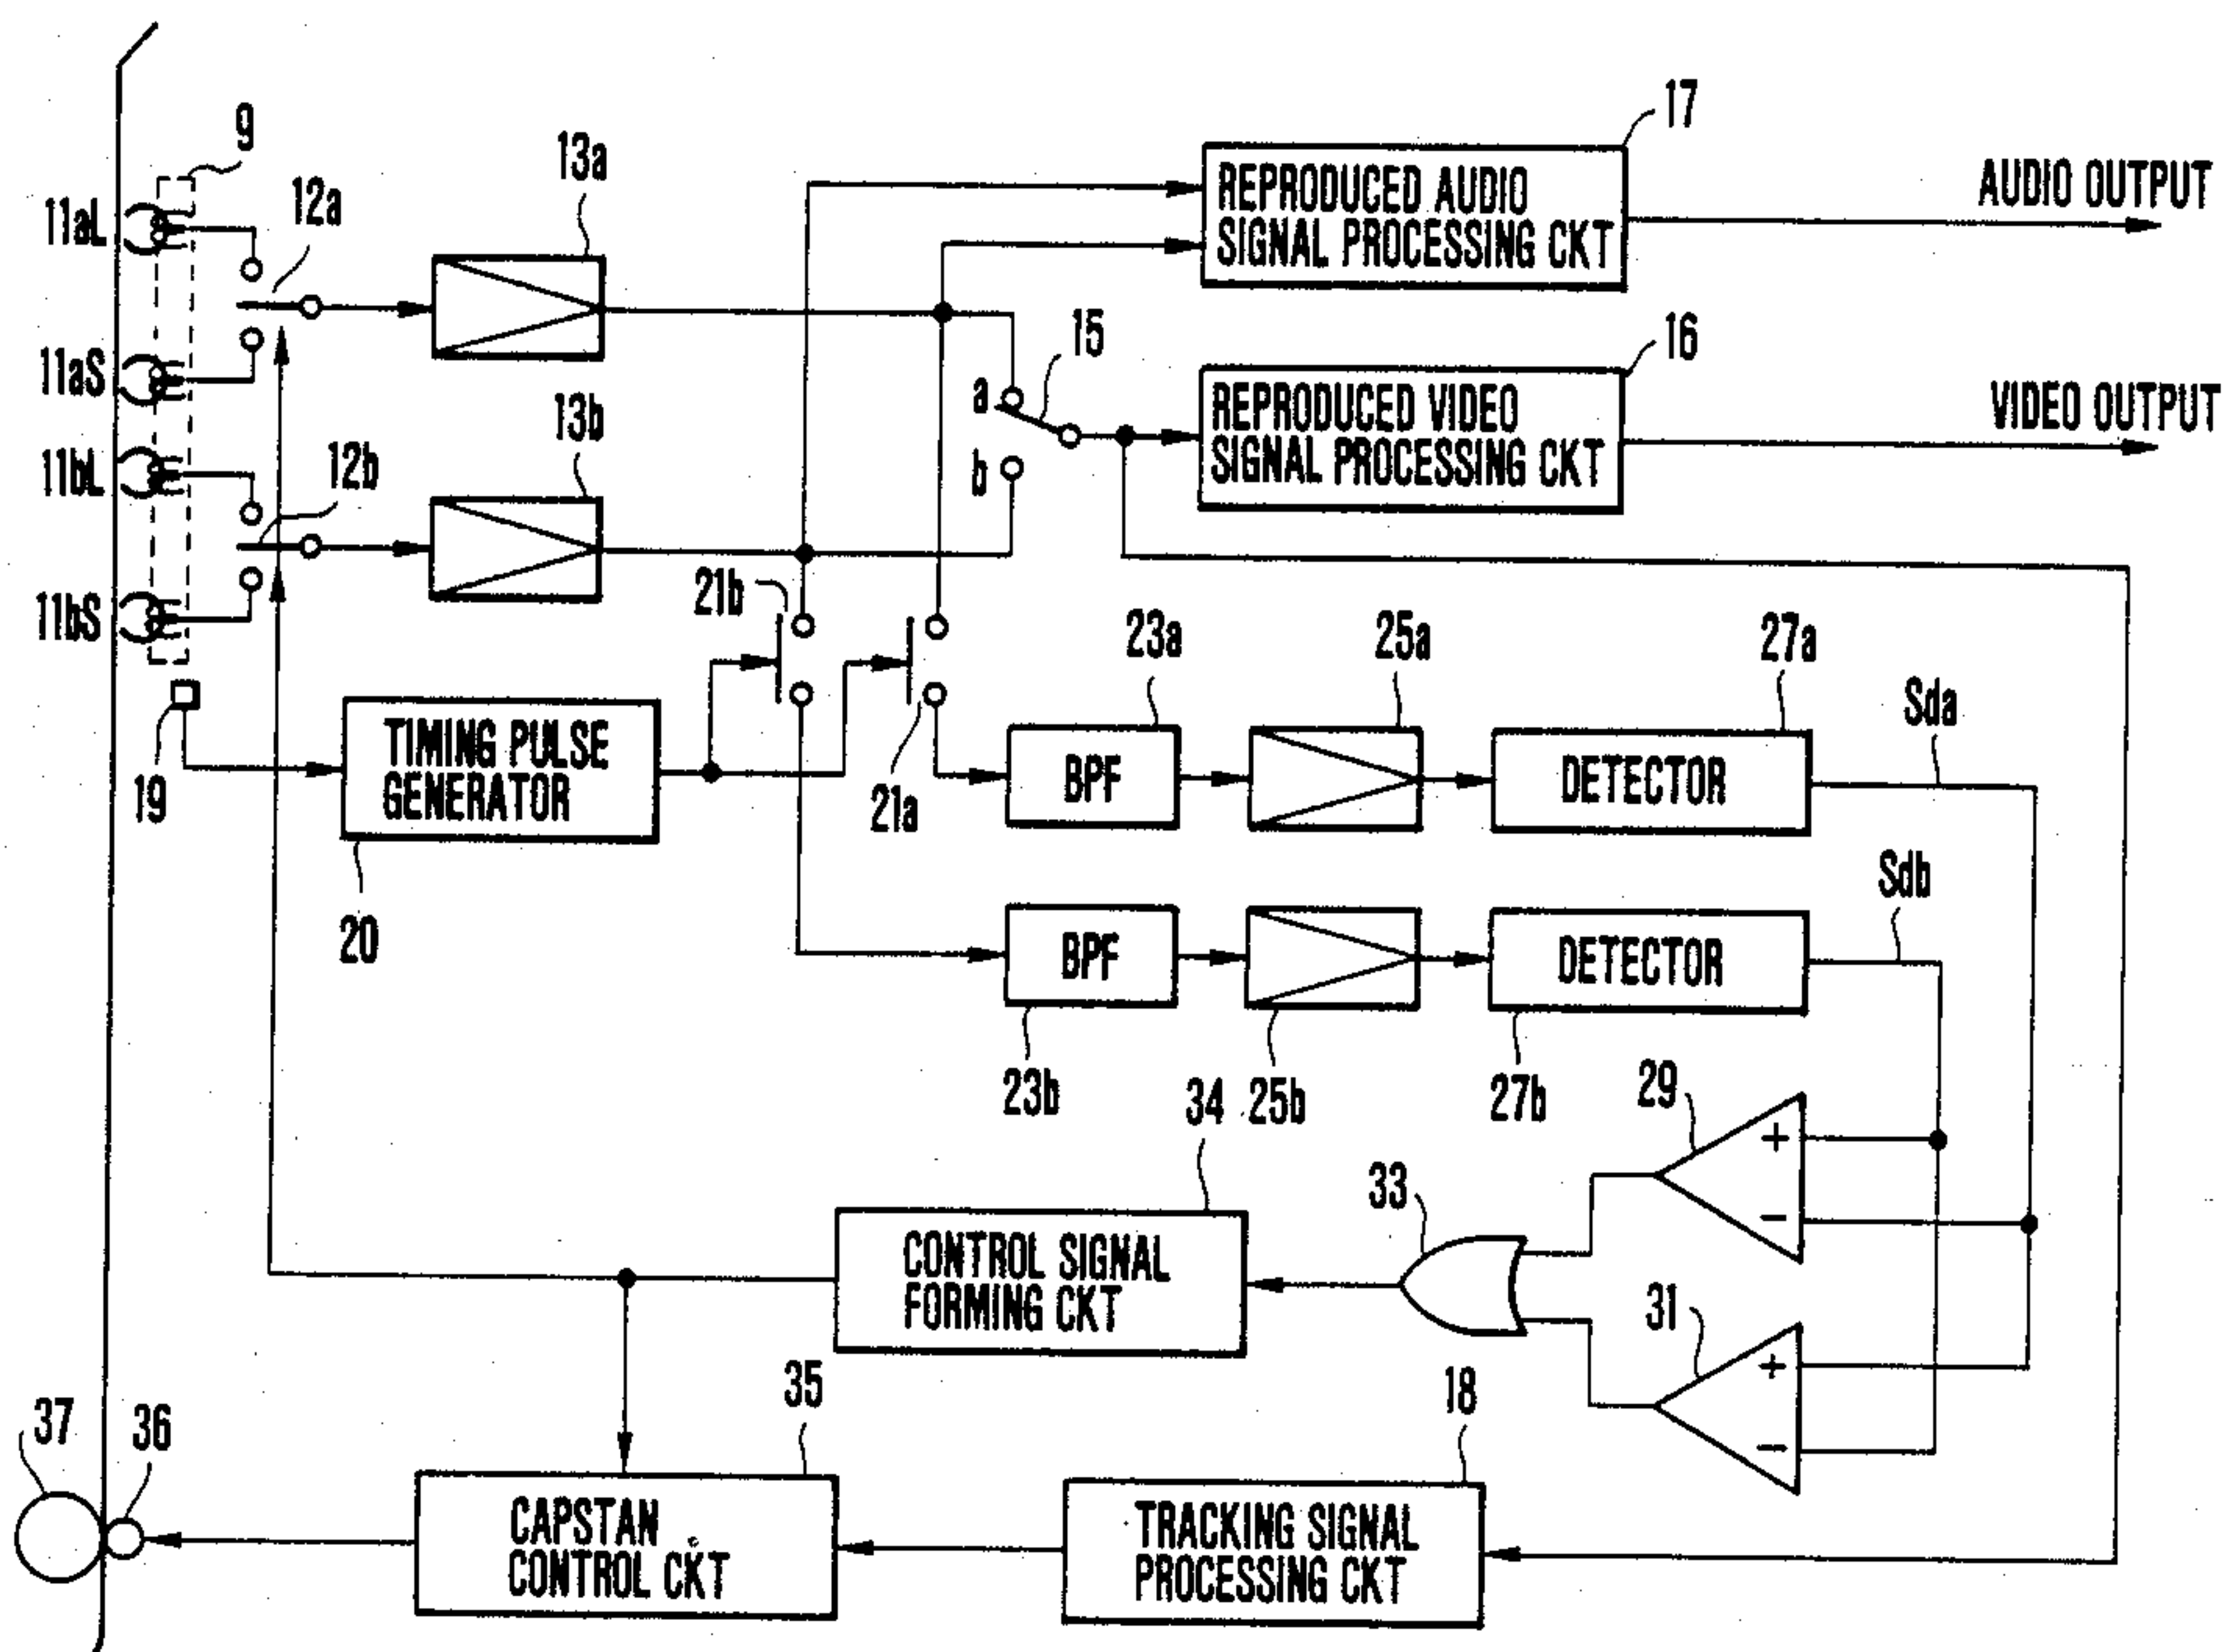 17
9
13a
REPRODUCED AUDIO
SIGNAL PROCESSING CKT
AUDIO OUTPUT
11aL
12a
15
16
11aS
a
REPRODUCED VIDEO
SIGNAL PROCESSING CKT
VIDEO OUTPUT
13b
11bL
12b
b
21b
11bS
23a
25a
27a
Sda
TIMING PULSE
GENERATOR
BPF
DETECTOR
19
21a
Sdb
20
BPF
DETECTOR
23b
34
25b
27b
29
+
−
33
CONTROL SIGNAL
FORMING CKT
31
+
−
35
18
37
36
CAPSTAN
CONTROL CKT
TRACKING SIGNAL
PROCESSING CKT